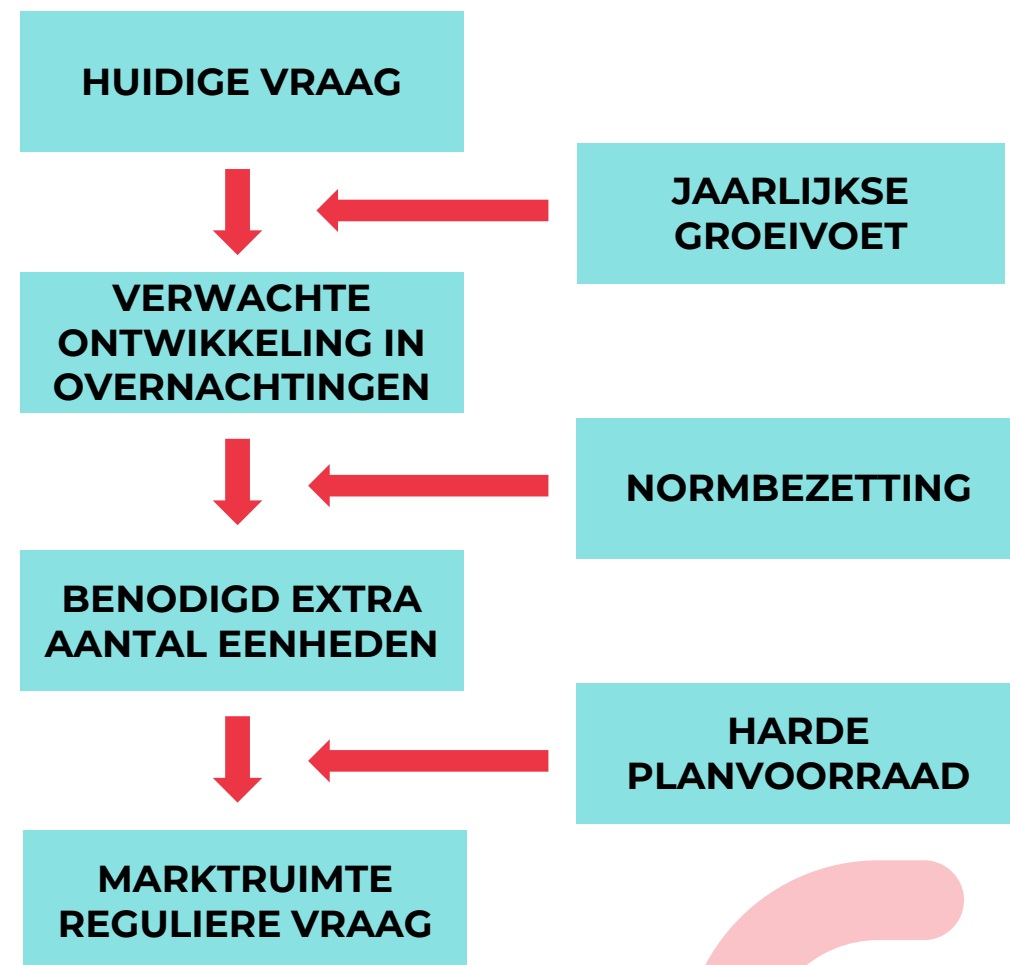 HUIDIGE VRAAG
JAARLIJKSE
GROEIVOET
VERWACHTE
ONTWIKKELING IN
OVERNACHTINGEN
NORMBEZETTING
BENODIGD EXTRA
AANTAL EENHEDEN
HARDE
PLANVOORRAAD
MARKTRUIMTE
REGULIERE VRAAG